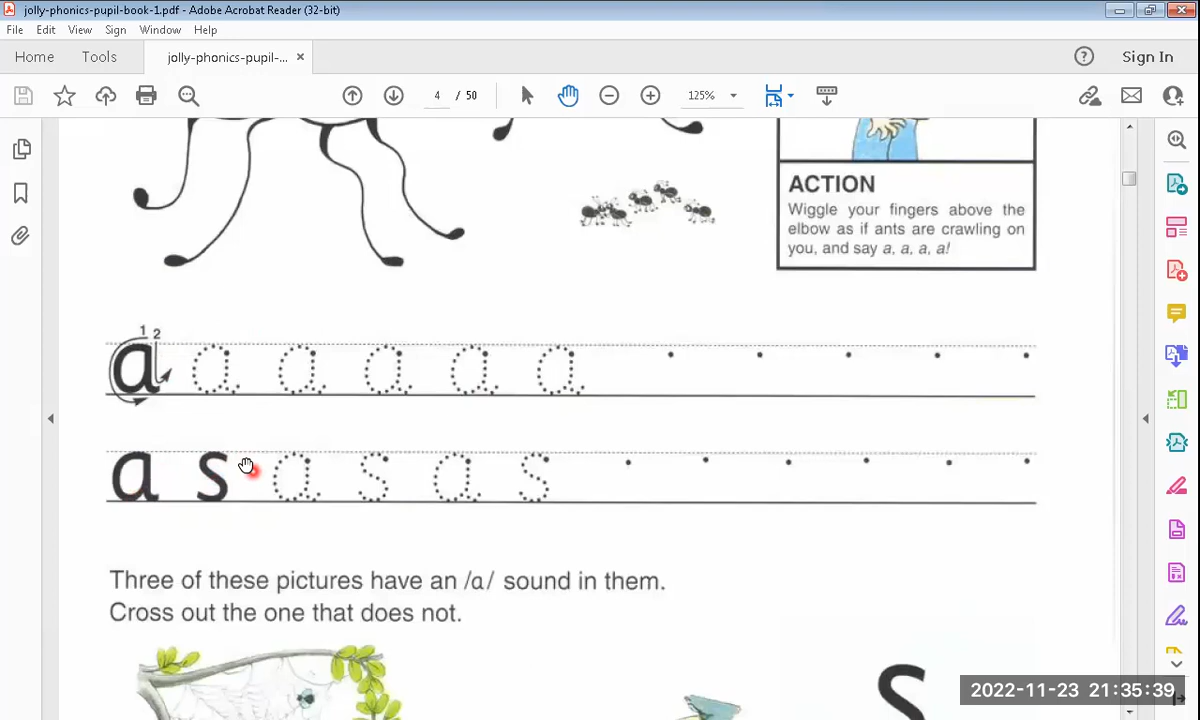 jolly-phonics-pupil-book-1.pdf - Adobe Acrobat Reader (32-bit)
File Edit View Sign Window Help
Home Tools jolly-phonics-pupil-... × ? Sign In
4 / 50 125%
ACTION
Wiggle your fingers above the
elbow as if ants are crawling on
you, and say a, a, a, a!
1 2
a a a a a a
a s a s a s
Three of these pictures have an /a/ sound in them.
Cross out the one that does not.
s
2022-11-23 21:35:39